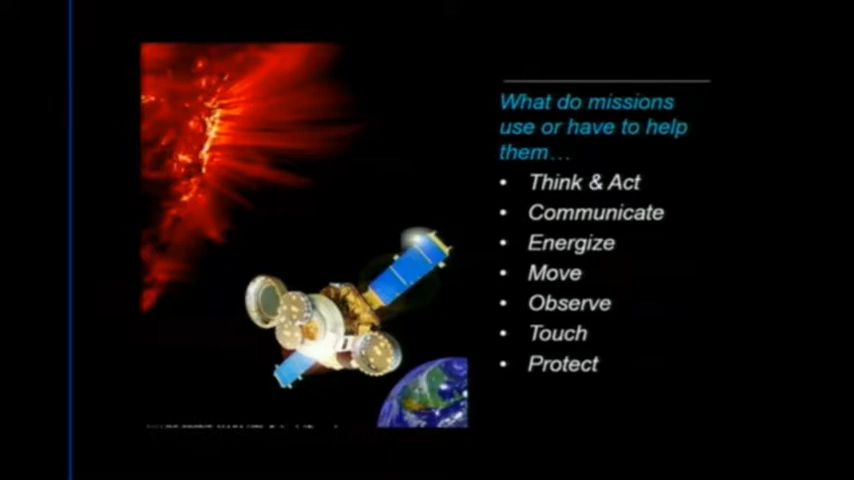 What do missions
use or have to help
them...
• Think & Act
• Communicate
• Energize
• Move
• Observe
• Touch
• Protect